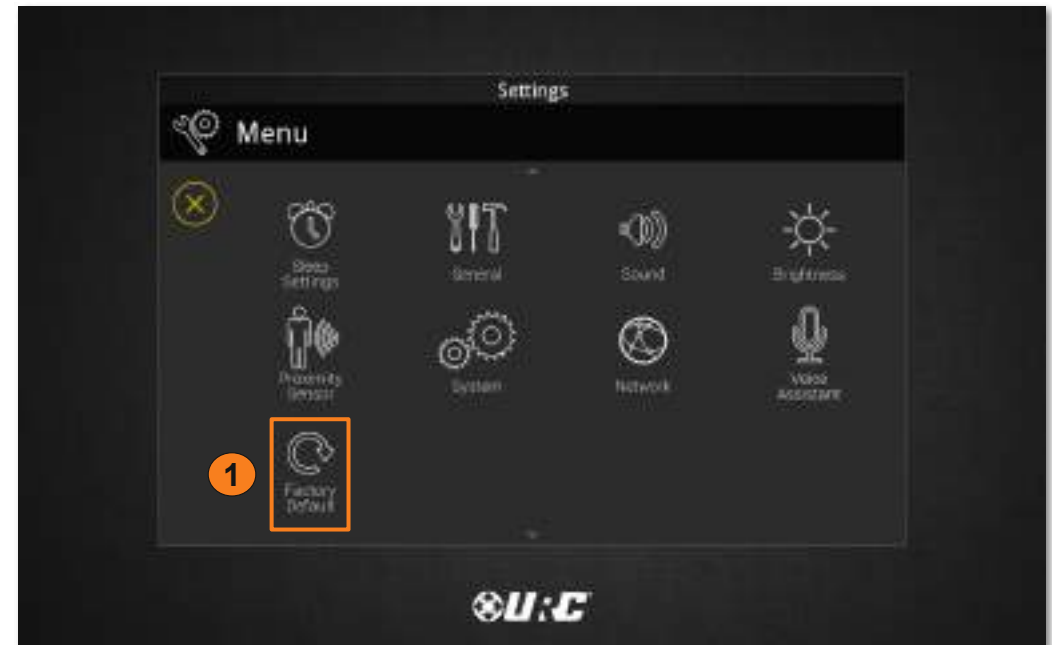 Settings
Menu
Sleep
Settings
General
Sound
Brightness
Proximity
Sensor
System
Network
Voice
Assistant
1
Factory
Default
URC